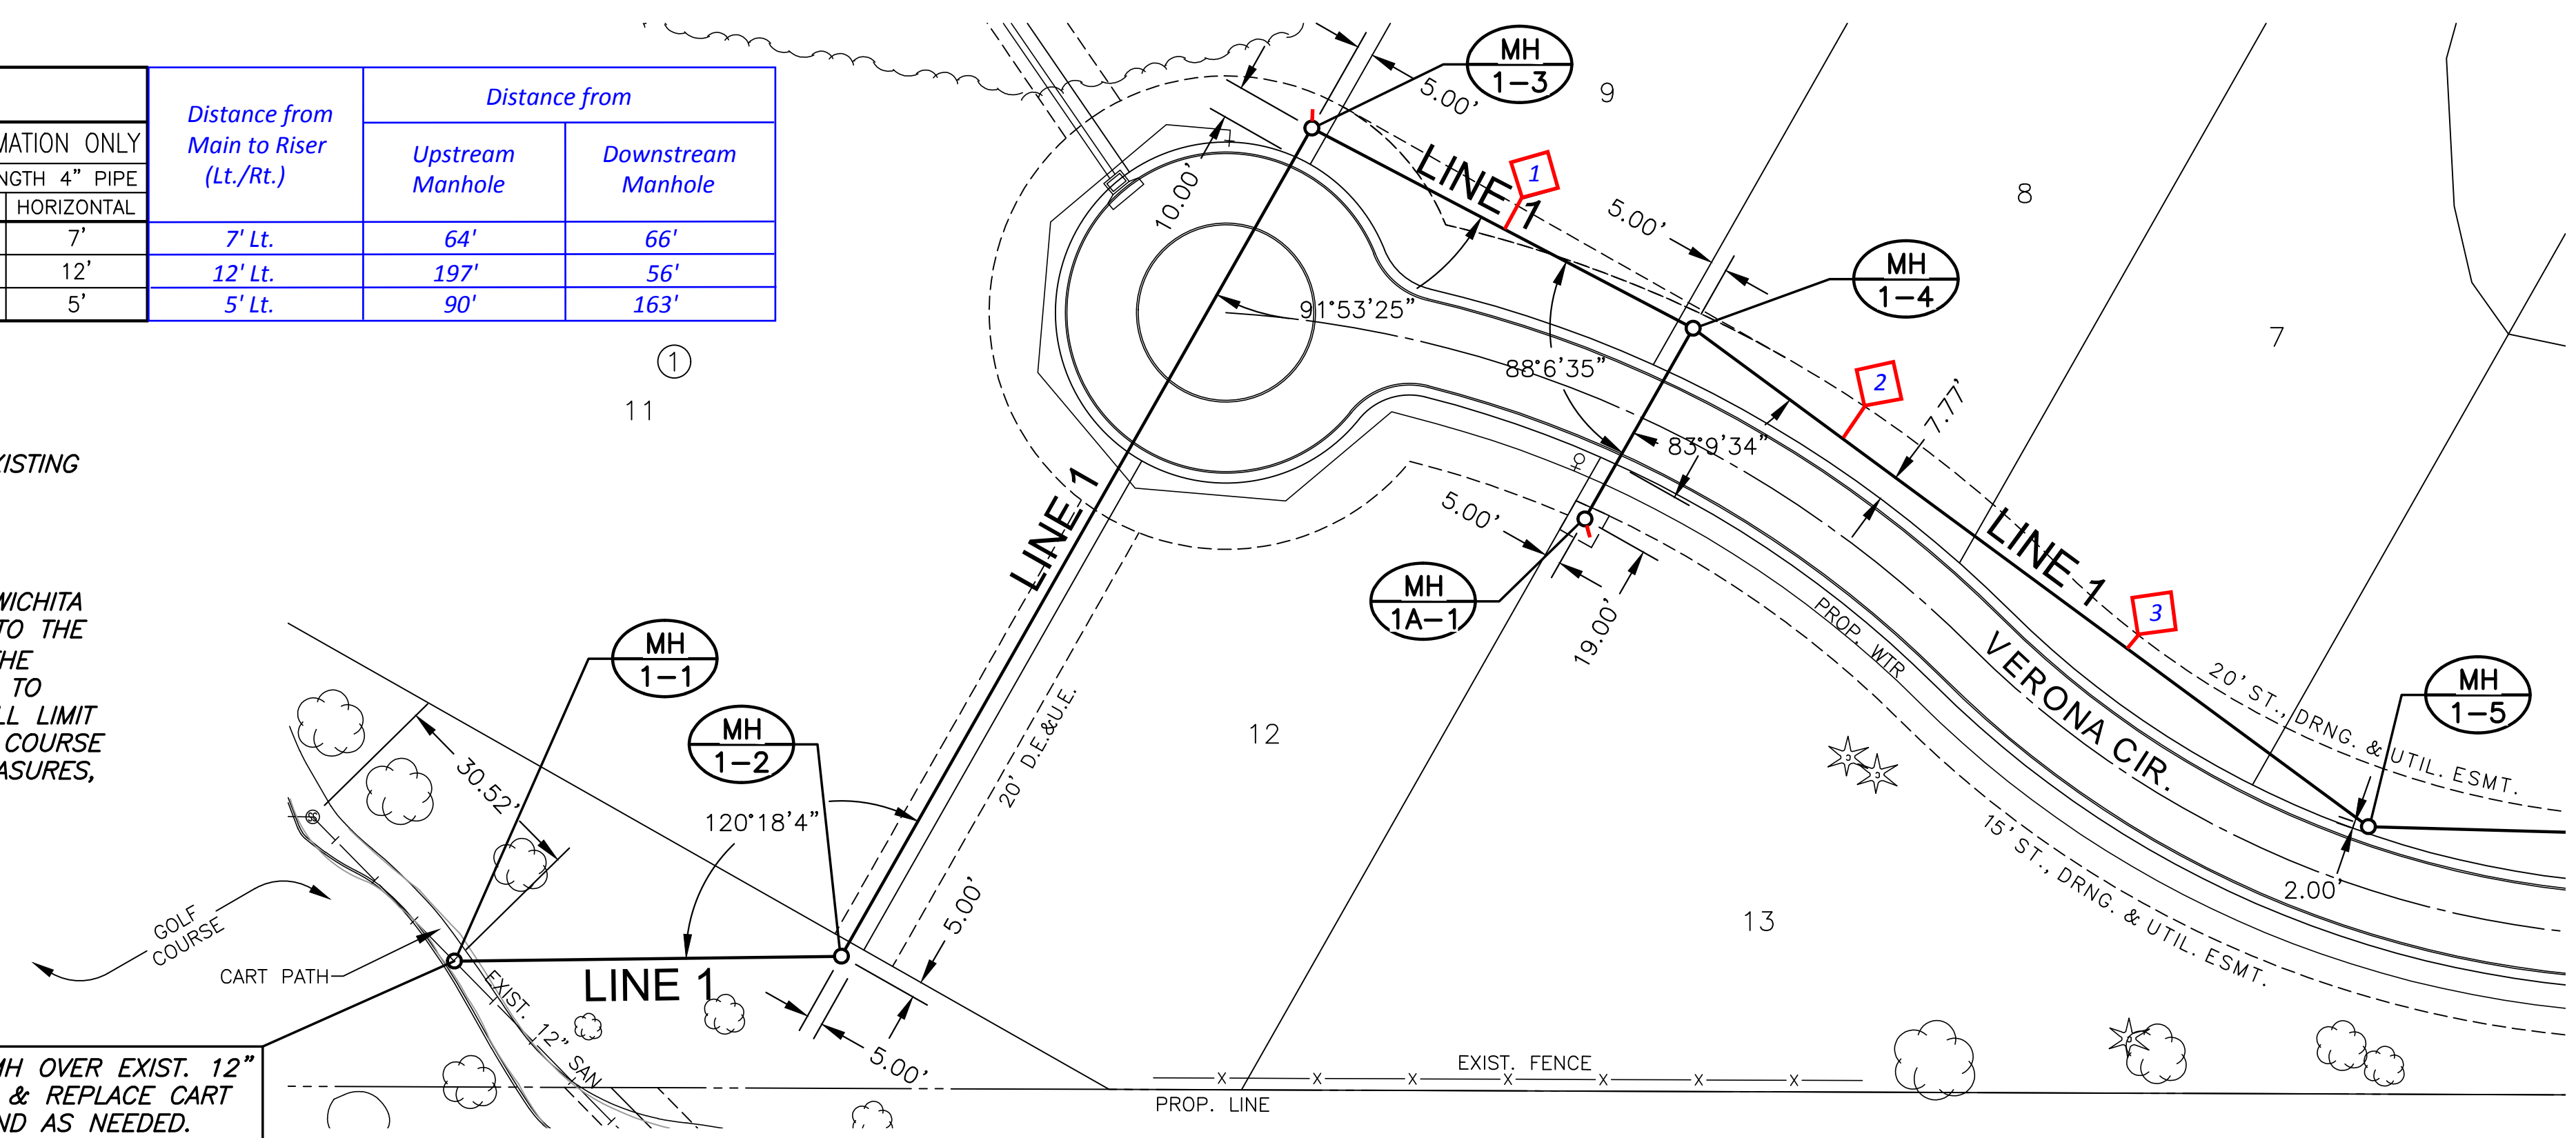 MATION ONLY
NGTH 4" PIPE
HORIZONTAL
Distance from
Main to Riser
(Lt./Rt.)
Distance from
Upstream
Manhole
Downstream
Manhole
7' 7' Lt. 64' 66'
12' 12' Lt. 197' 56'
5' 5' Lt. 90' 163'
1
11
XISTING
WICHITA
TO THE
THE
TO
LL LIMIT
COURSE
ASURES,
MH
1-3
5.00'
9
LINE 1
1
10.00'
5.00'
8
MH
1-4
91°53'25"
88°6'35"
83°9'34"
2
7.77'
7
LINE 1
5.00'
MH
1A-1
19.00'
LINE 1
3
PROP. WTR
VERONA CIR.
20' ST., DRNG. & UTIL. ESMT.
MH
1-5
MH
1-1
MH
1-2
30.52'
120°18'4"
20' D.E.&U.E.
12
15' ST., DRNG. & UTIL. ESMT.
2.00'
SS
GOLF
COURSE
CART PATH
LINE 1
EXIST. 12" SAN
5.00'
5.00'
13
X X X X X X X
EXIST. FENCE
PROP. LINE
MH OVER EXIST. 12"
& REPLACE CART
ND AS NEEDED.